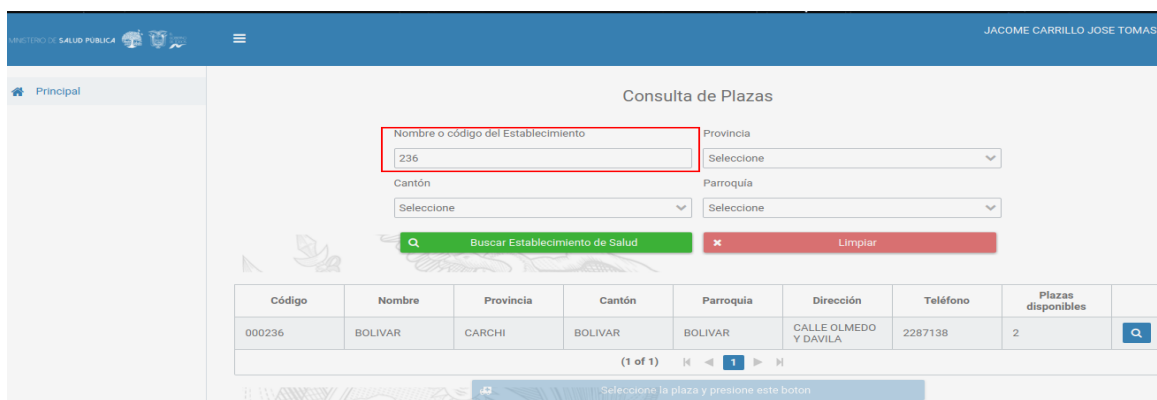 MINISTERIO DE SALUD PÚBLICA
JACOME CARRILLO JOSE TOMAS
Principal
Consulta de Plazas
Nombre o código del Establecimiento
Provincia
236
Seleccione
Cantón
Parroquía
Seleccione
Seleccione
Buscar Establecimiento de Salud
Limpiar
Código Nombre Provincia Cantón Parroquia Dirección Teléfono Plazas disponibles
000236 BOLIVAR CARCHI BOLIVAR BOLIVAR CALLE OLMEDO Y DAVILA 2287138 2
(1 of 1) 1
Seleccione la plaza y presione este boton